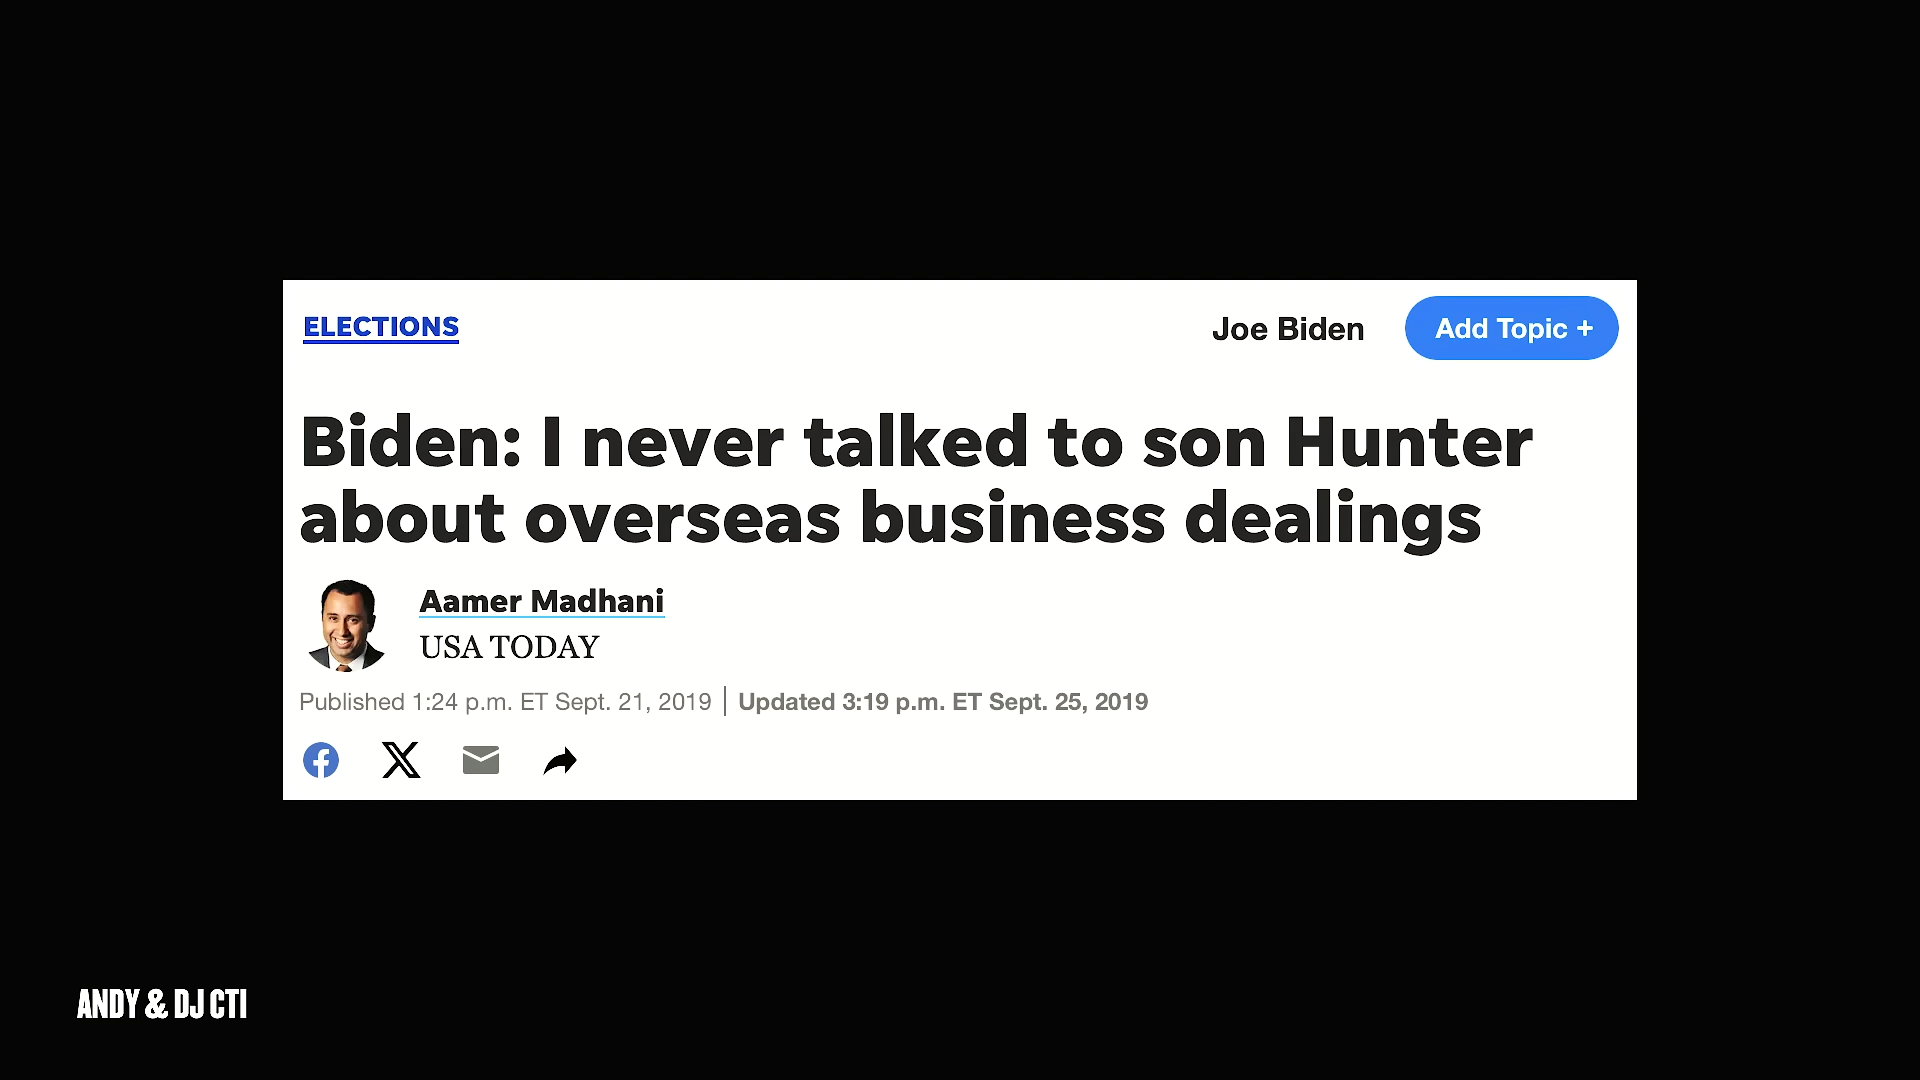 ELECTIONS
Joe Biden
Add Topic +
Biden: I never talked to son Hunter
about overseas business dealings
Aamer Madhani
USA TODAY
Published 1:24 p.m. ET Sept. 21, 2019 | Updated 3:19 p.m. ET Sept. 25, 2019
ANDY & DJ CTI